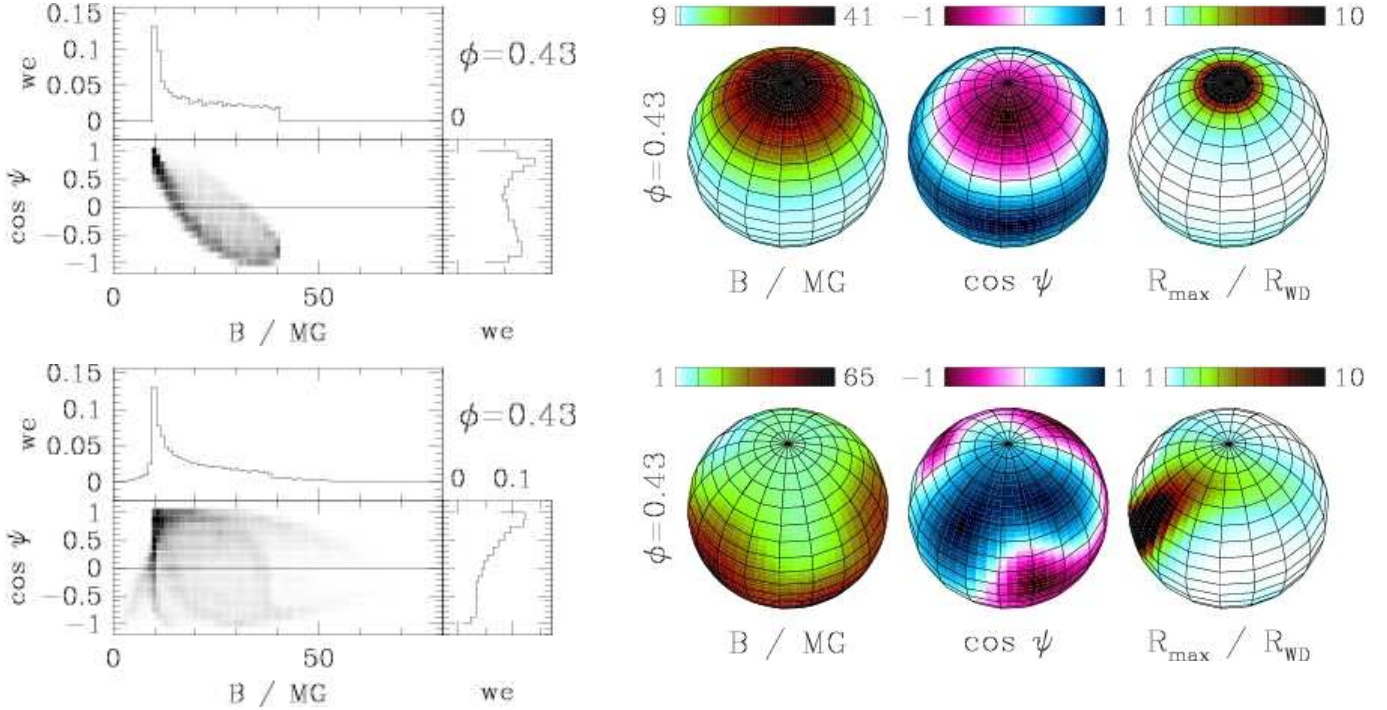 0.15
0.1
0.05
0
we
ϕ=0.43
0
1
0.5
0
−0.5
−1
cos ψ
0
50
B / MG
we
9
41
−1
1
1
10
ϕ=0.43
B / MG
cos ψ
R_max / R_WD
0.15
0.1
0.05
0
we
ϕ=0.43
0
0.1
1
0.5
0
−0.5
−1
cos ψ
0
50
B / MG
we
1
65
−1
1
1
10
ϕ=0.43
B / MG
cos ψ
R_max / R_WD